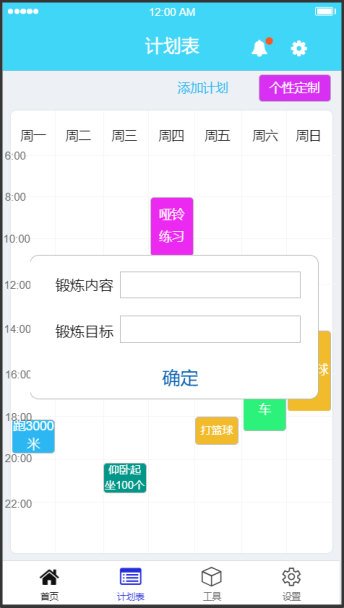 12:00 AM
计划表
添加计划
个性定制
周一 周二 周三 周四 周五 周六 周日
6:00
8:00
哑铃
练习
10:00
12:00
锻炼内容
14:00
锻炼目标
16:00
球
确定
车
18:00
跑3000
米
打篮球
20:00
仰卧起
坐100个
22:00
首页 计划表 工具 设置